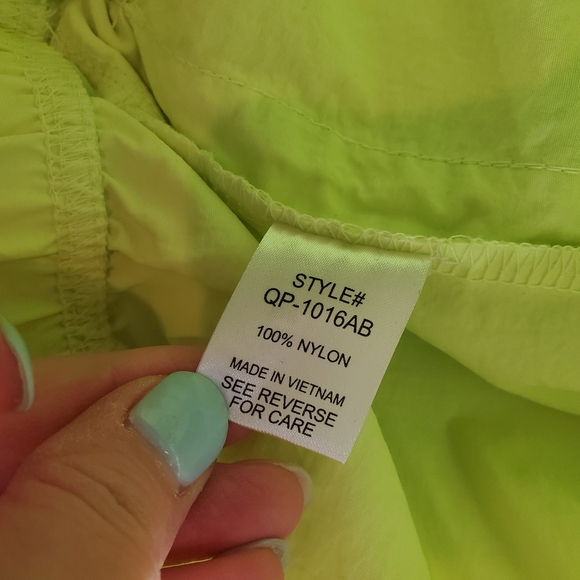 STYLE#
QP-1016AB
100% NYLON
MADE IN VIETNAM
SEE REVERSE
FOR CARE